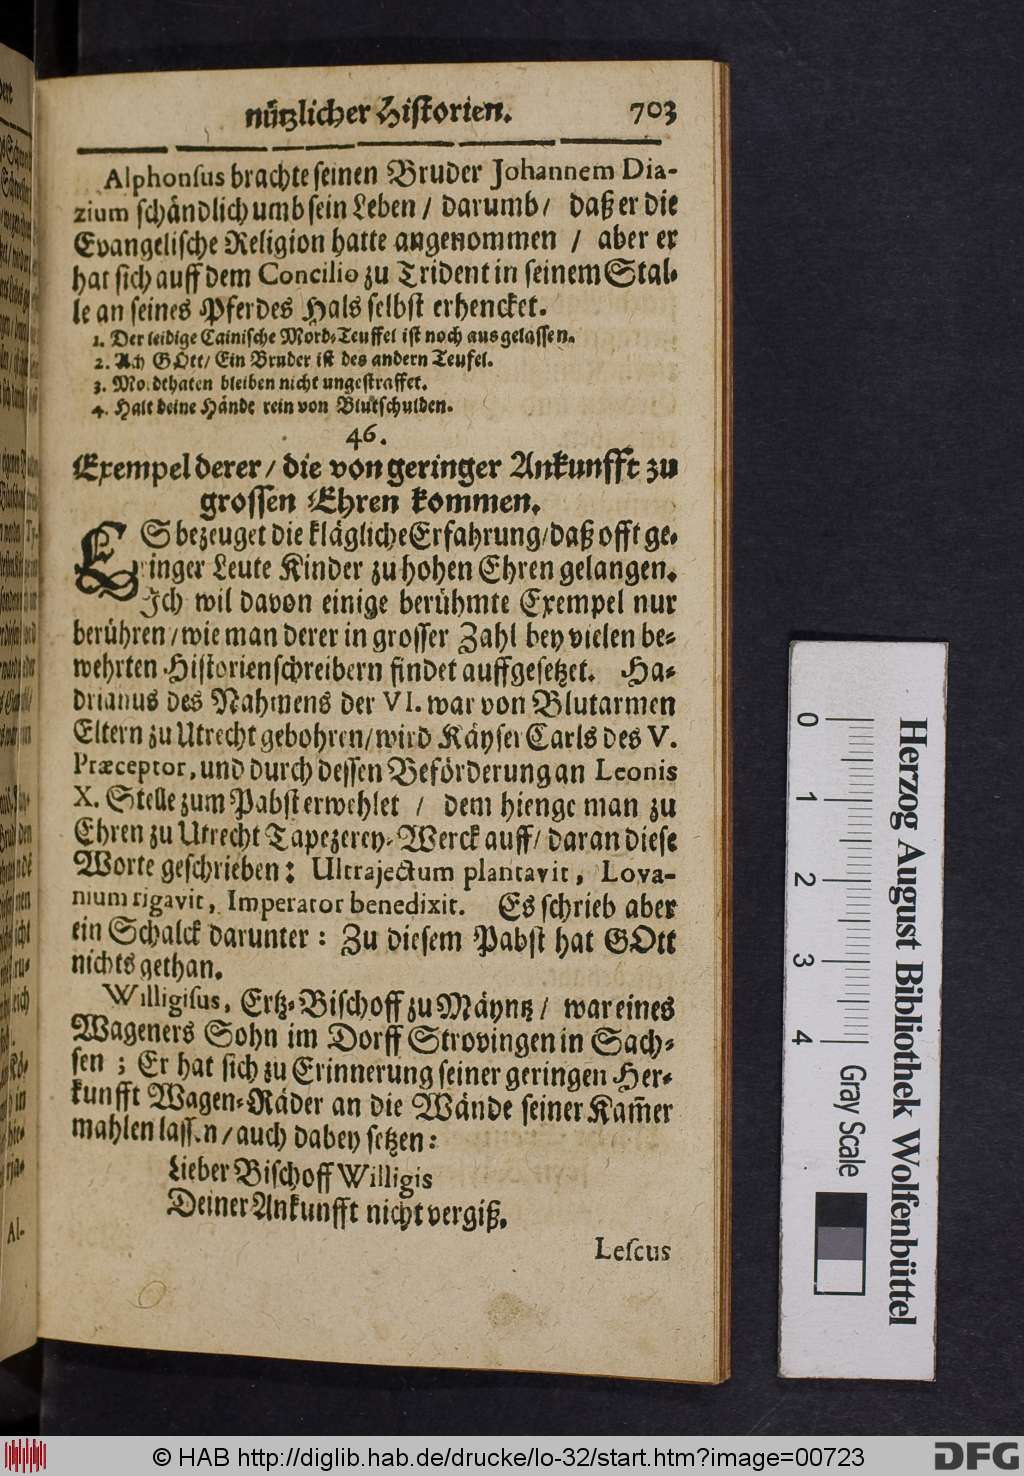 nützlicher Historien. 703
Alphonsus brachte seinen Bruder Johannem Dia-
zium schändlich umb sein Leben / darumb / daß er die
Evangelische Religion hatte angenommen / aber er
hat sich auff dem Concilio zu Trident in seinem Stal-
le an seines Pferdes Hals selbst erhencket.
1. Der leidige Cainische Mord-Teuffel ist noch ausgelassen.
2. Ach GOtt / Ein Bruder ist des andern Teufel.
3. Mordthaten bleiben nicht ungestraffet.
4. Halt deine Hände rein von Blutschulden.
46.
Exempel derer / die von geringer Ankunfft zu
grossen Ehren kommen.
ES bezeuget die klägliche Erfahrung / daß offt ge-
ringer Leute Kinder zu hohen Ehren gelangen.
Ich wil davon einige berühmte Exempel nur
berühren / wie man derer in grosser Zahl bey vielen be-
wehrten Historienschreibern findet auffgesetzet. Ha-
drianus des Nahmens der VI. war von Blutarmen
Eltern zu Utrecht gebohren / wird Käyser Carls des V.
Præceptor, und durch dessen Beförderung an Leonis
X. Stelle zum Pabst erwehlet / dem hienge man zu
Ehren zu Utrecht Tapezerey-Werck auff / daran diese
Worte geschrieben: Ultrajectum plantavit, Lova-
nium rigavit, Imperator benedixit. Es schrieb aber
ein Schalck darunter: Zu diesem Pabst hat GOtt
nichts gethan.
Willigisus, Ertz-Bischoff zu Mäyntz / war eines
Wageners Sohn im Dorff Strovingen in Sach-
sen ; Er hat sich zu Erinnerung seiner geringen Her-
kunfft Wagen-Räder an die Wände seiner Kam̃er
mahlen lassen / auch dabey setzen:
Lieber Bischoff Willigis
Deiner Ankunfft nicht vergiß.
Lescus
Al-
0 1 2 3 4
Gray Scale
Herzog August Bibliothek Wolfenbüttel
© HAB http://diglib.hab.de/drucke/lo-32/start.htm?image=00723
DFG